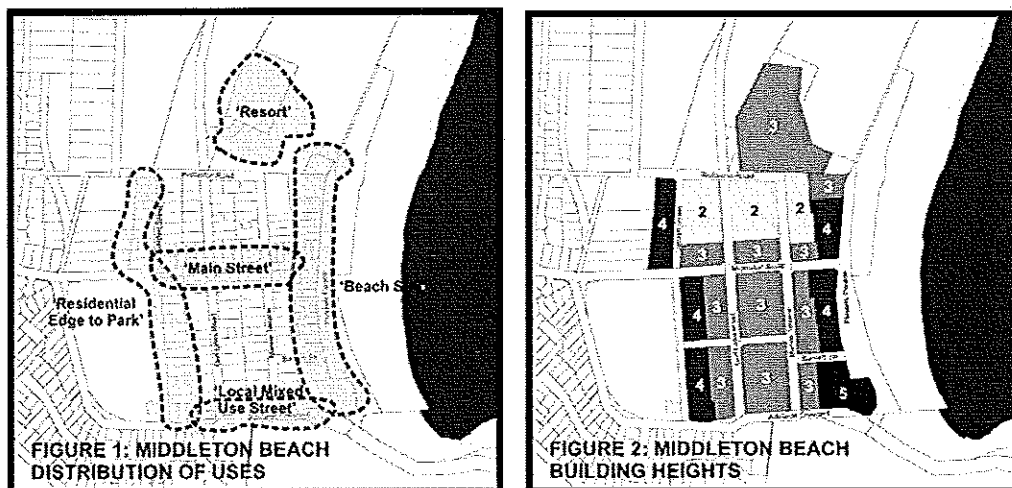 'Resort'
'Main Street'
'Beach S
'Residential
Edge to Park'
'Local Mixed
Use Street'
FIGURE 1: MIDDLETON BEACH
DISTRIBUTION OF USES
3
3
4
2
2
2
4
3
3
3
4
3
3
3
4
4
3
3
3
5
FIGURE 2: MIDDLETON BEACH
BUILDING HEIGHTS